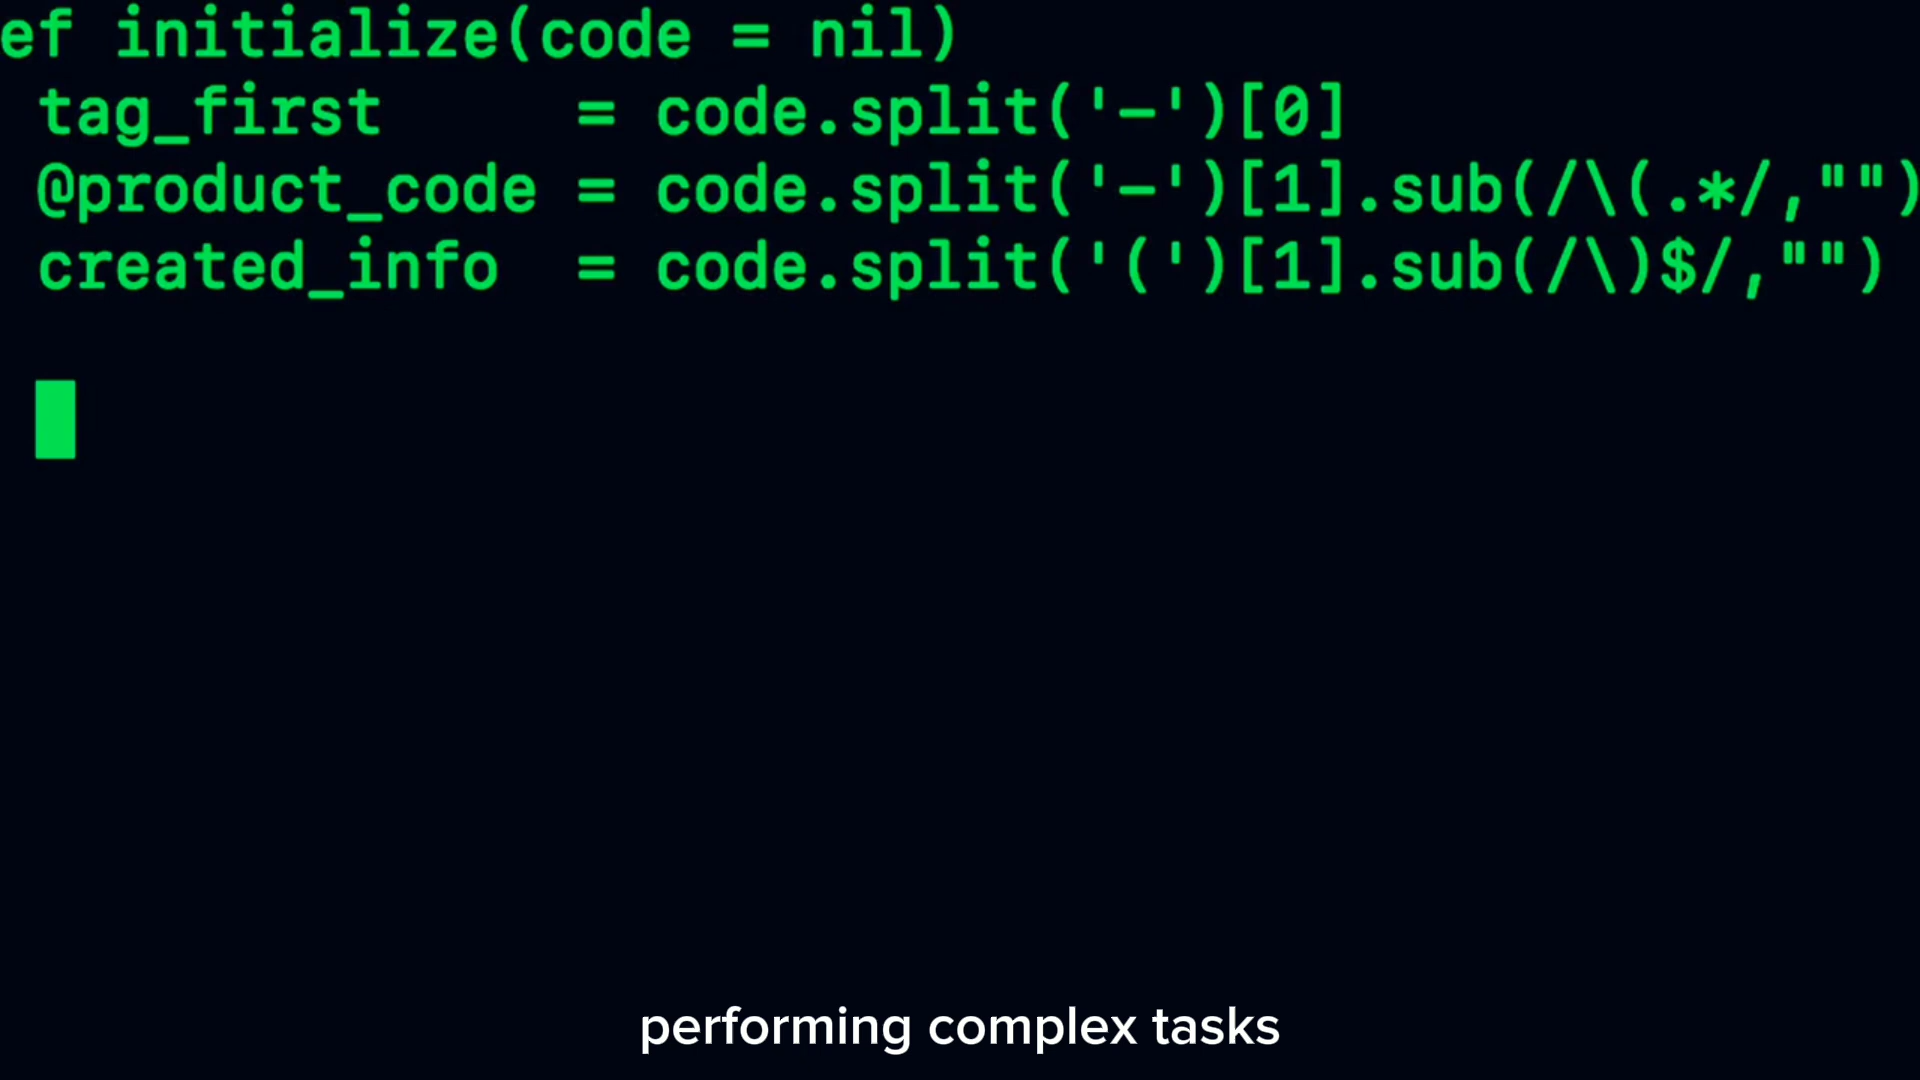 ef initialize(code = nil)
tag_first = code.split('-')[0]
@product_code = code.split('-')[1].sub(/\(.*/,"")
created_info = code.split('(')[1].sub(/\)$/,"")
performing complex tasks